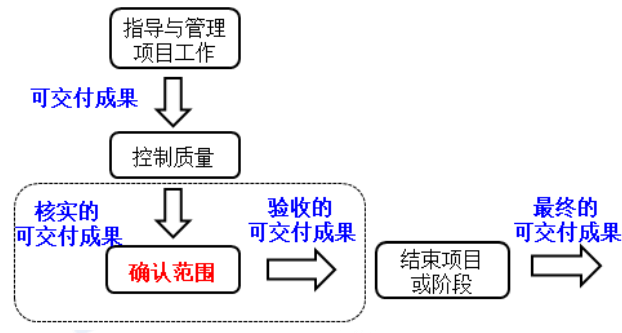 指导与管理
项目工作
可交付成果
控制质量
核实的
可交付成果
验收的
可交付成果
最终的
可交付成果
确认范围
结束项目
或阶段